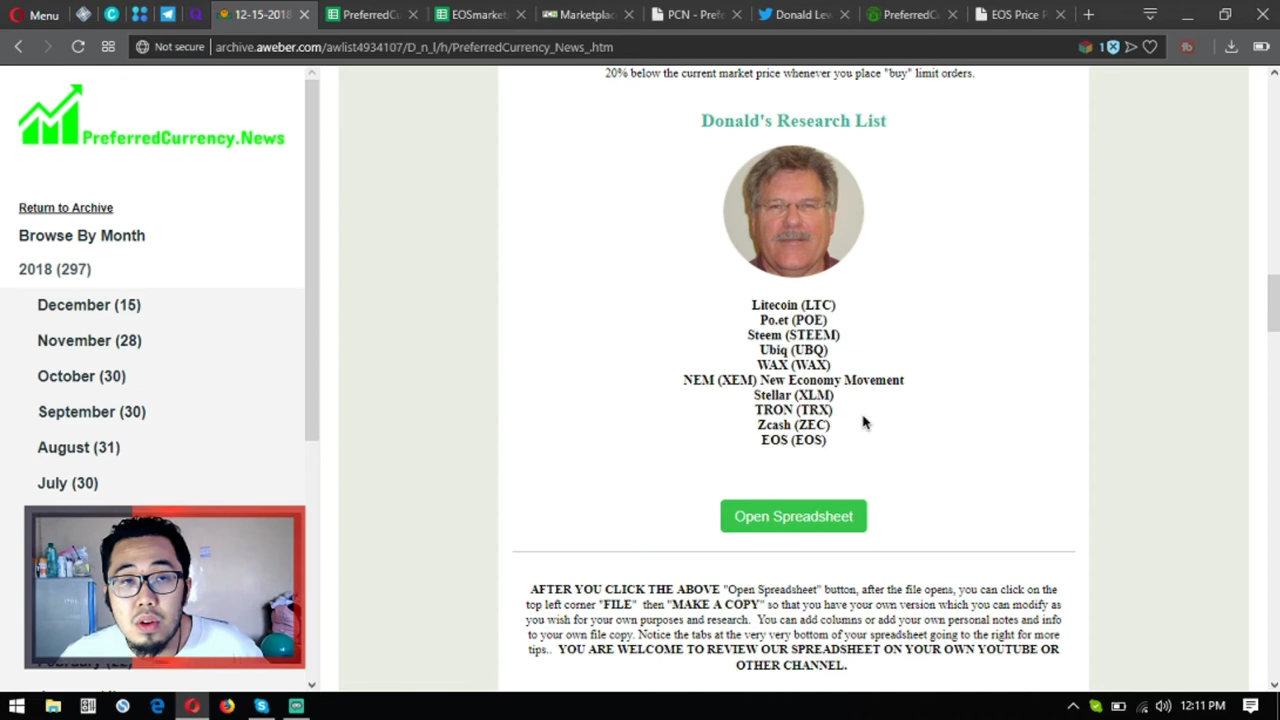 Menu
12-15-2018
PreferredCu
EOSmarket
Marketplac
PCN - Prefe
Donald Lew
PreferredC
EOS Price P
Not secure
archive.aweber.com/awlist4934107/D_n_l/h/PreferredCurrency_News_.htm
1
PreferredCurrency.News
Return to Archive
Browse By Month
2018 (297)
December (15)
November (28)
October (30)
September (30)
August (31)
July (30)
20% below the current market price whenever you place "buy" limit orders.
Donald's Research List
Litecoin (LTC)
Po.et (POE)
Steem (STEEM)
Ubiq (UBQ)
WAX (WAX)
NEM (XEM) New Economy Movement
Stellar (XLM)
TRON (TRX)
Zcash (ZEC)
EOS (EOS)
Open Spreadsheet
AFTER YOU CLICK THE ABOVE "Open Spreadsheet" button, after the file opens, you can click on the
top left corner "FILE" then "MAKE A COPY" so that you have your own version which you can modify as
you wish for your own purposes and research. You can add columns or add your own personal notes and info
to your own file copy. Notice the tabs at the very very bottom of your spreadsheet going to the right for more
tips.. YOU ARE WELCOME TO REVIEW OUR SPREADSHEET ON YOUR OWN YOUTUBE OR
OTHER CHANNEL.
12:11 PM